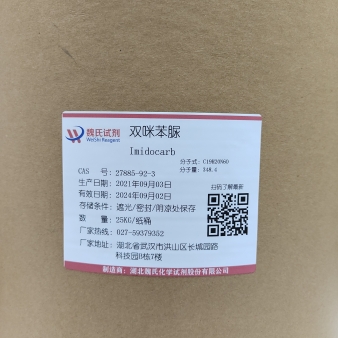 魏氏试剂
WeiShi Reagent
双咪苯脲
Imidocarb
分子式：C19H20N6O
分子量：348.4
CAS 号：27885-92-3
生产日期：2021年09月03日
有效日期：2024年09月02日
存储条件：遮光/密封/阴凉处保存
数 量：25KG/纸桶
厂家热线：027-59379352
厂家地址：湖北省武汉市洪山区长城园路
科技园B栋7楼
扫码了解最新
制造商：湖北魏氏化学试剂股份有限公司